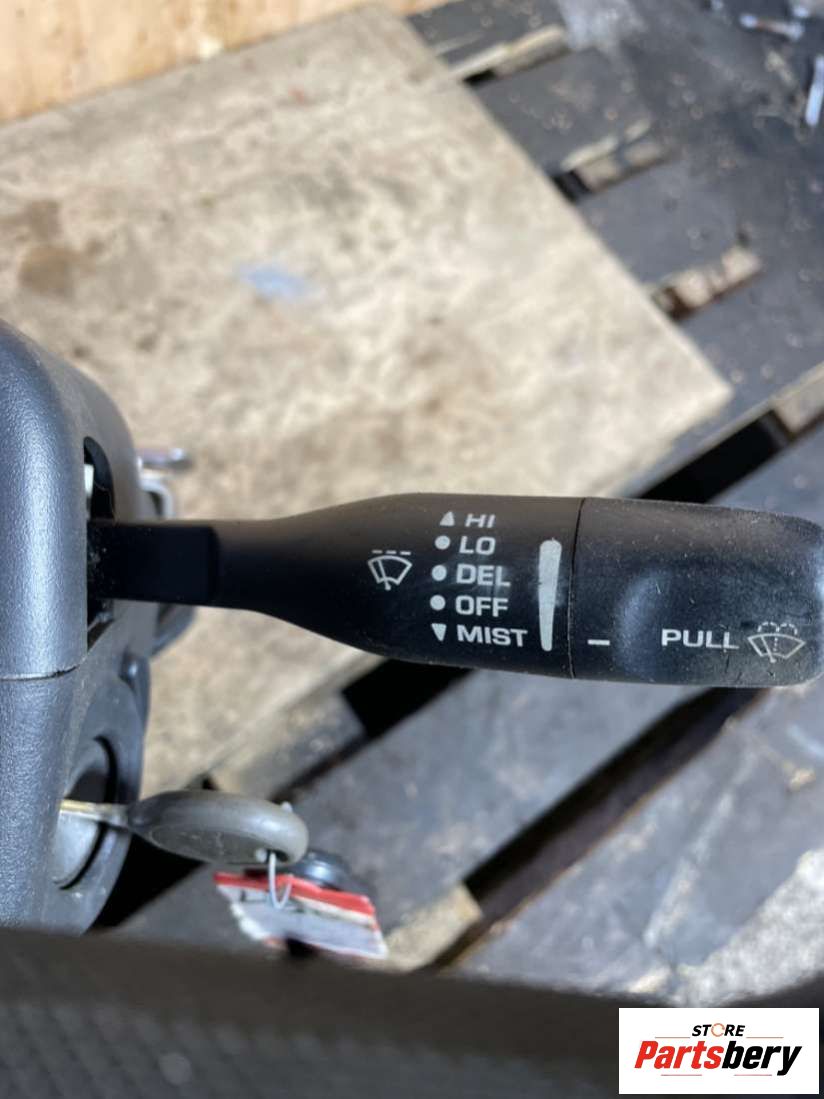 ▲ HI
● LO
● DEL
● OFF
▼ MIST
– PULL
STORE
Partsbery